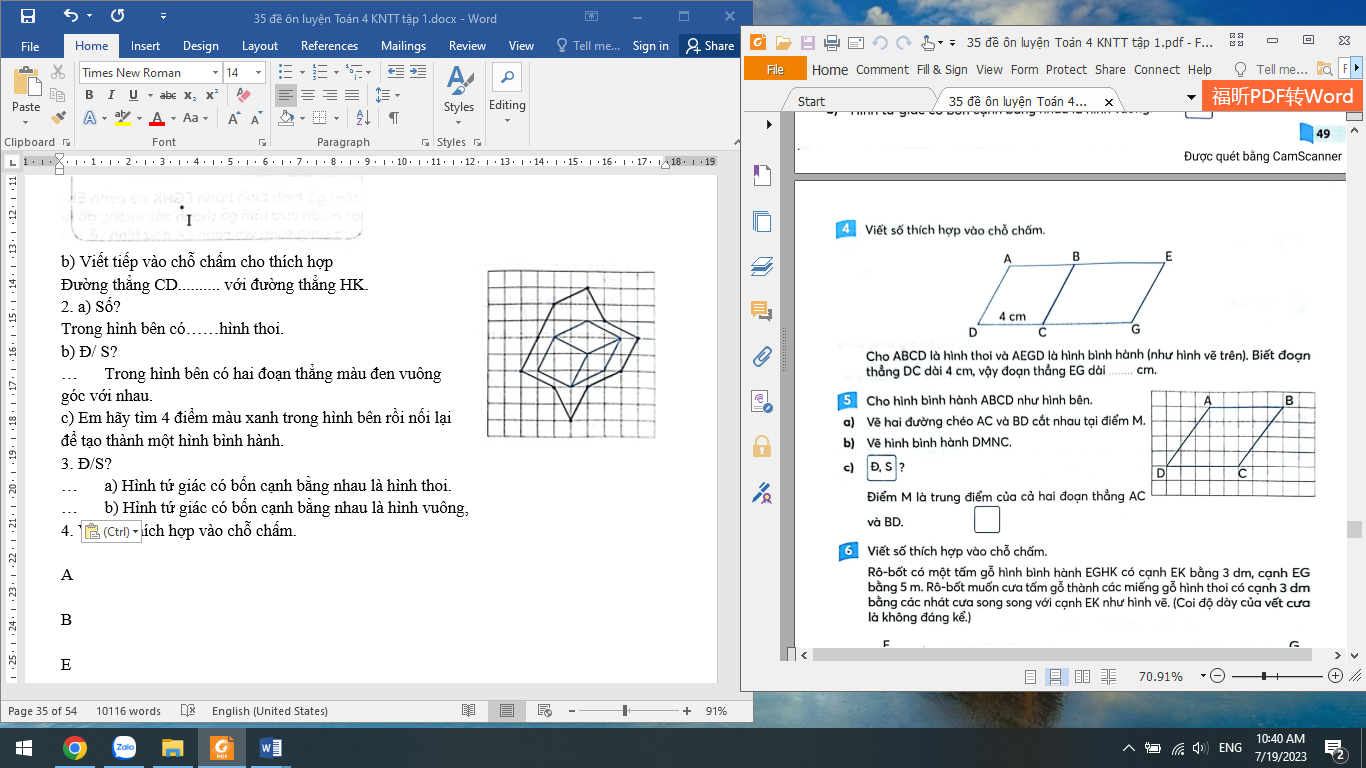 35 đề ôn luyện Toán 4 KNTT tập 1.docx - Word
File Home Insert Design Layout References Mailings Review View Tell me... Sign in Share
Times New Roman 14
B I U abc x₂ x² Aa A A
Paste Styles Editing
Clipboard Font Paragraph Styles
b) Viết tiếp vào chỗ chấm cho thích hợp
Đường thẳng CD.......... với đường thẳng HK.
2. a) Số?
Trong hình bên có……hình thoi.
b) Đ/ S?
… Trong hình bên có hai đoạn thẳng màu đen vuông
góc với nhau.
c) Em hãy tìm 4 điểm màu xanh trong hình bên rồi nối lại
để tạo thành một hình bình hành.
3. Đ/S?
… a) Hình tứ giác có bốn cạnh bằng nhau là hình thoi.
… b) Hình tứ giác có bốn cạnh bằng nhau là hình vuông,
4. (Ctrl) thích hợp vào chỗ chấm.
A
B
E
Page 35 of 54 10116 words English (United States) 91%
35 đề ôn luyện Toán 4 KNTT tập 1.pdf - F...
File Home Comment Fill & Sign View Form Protect Share Connect Help Tell me...
Start 35 đề ôn luyện Toán 4... 福昕PDF转Word
49
Được quét bằng CamScanner
4 Viết số thích hợp vào chỗ chấm.
A B E
4 cm
D C G
Cho ABCD là hình thoi và AEGD là hình bình hành (như hình vẽ trên). Biết đoạn
thẳng DC dài 4 cm, vậy đoạn thẳng EG dài ........ cm.
5 Cho hình bình hành ABCD như hình bên.
a) Vẽ hai đường chéo AC và BD cắt nhau tại điểm M.
b) Vẽ hình bình hành DMNC.
c) Đ, S ?
A B
D C
Điểm M là trung điểm của cả hai đoạn thẳng AC
và BD.
6 Viết số thích hợp vào chỗ chấm.
Rô-bốt có một tấm gỗ hình bình hành EGHK có cạnh EK bằng 3 dm, cạnh EG
bằng 5 m. Rô-bốt muốn cưa tấm gỗ thành các miếng gỗ hình thoi có cạnh 3 dm
bằng các nhát cưa song song với cạnh EK như hình vẽ. (Coi độ dày của vết cưa
là không đáng kể.)
70.91%
Zalo PDF ENG 10:40 AM
7/19/2023 2